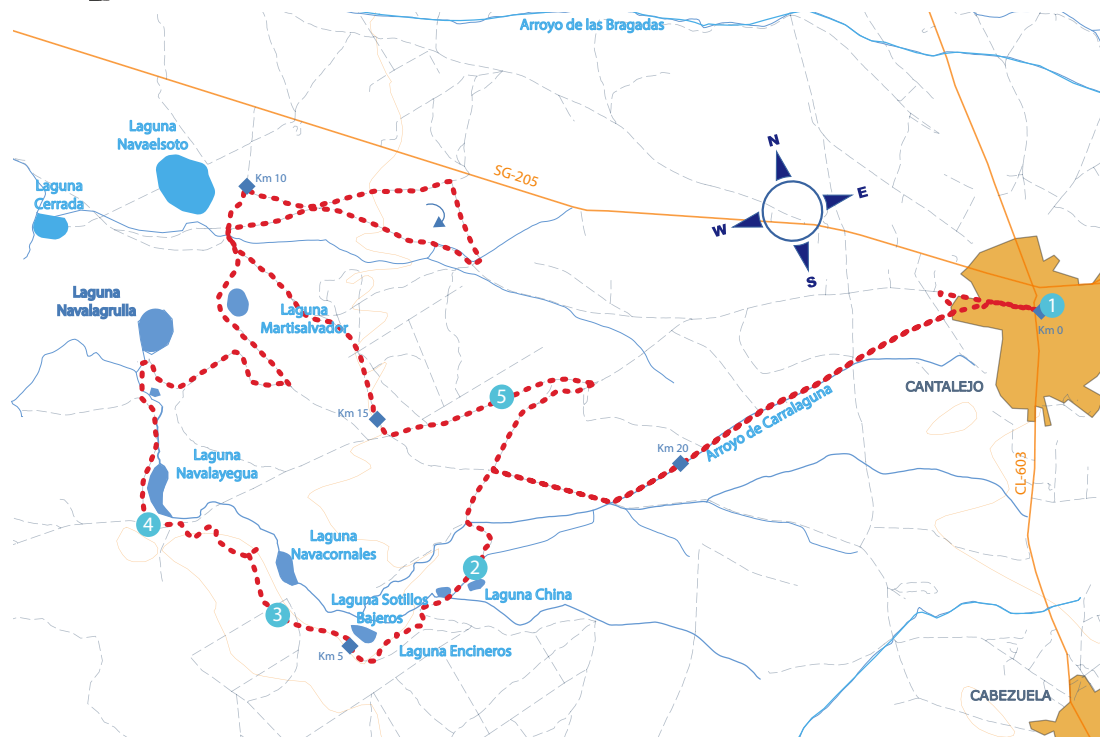 Arroyo de las Bragadas
Laguna
Navaelsoto
N
SG-205
Km 10
E
Laguna
Cerrada
W
S
Laguna
Navalagrulla
1
Laguna
Martisalvador
Km 0
CANTALEJO
5
Km 15
Arroyo de Carralaguna
Km 20
Laguna
Navalayegua
CL-603
4
Laguna
Navacornales
2
Laguna Sotillos
Bajeros
Laguna China
3
Km 5
Laguna Encineros
CABEZUELA